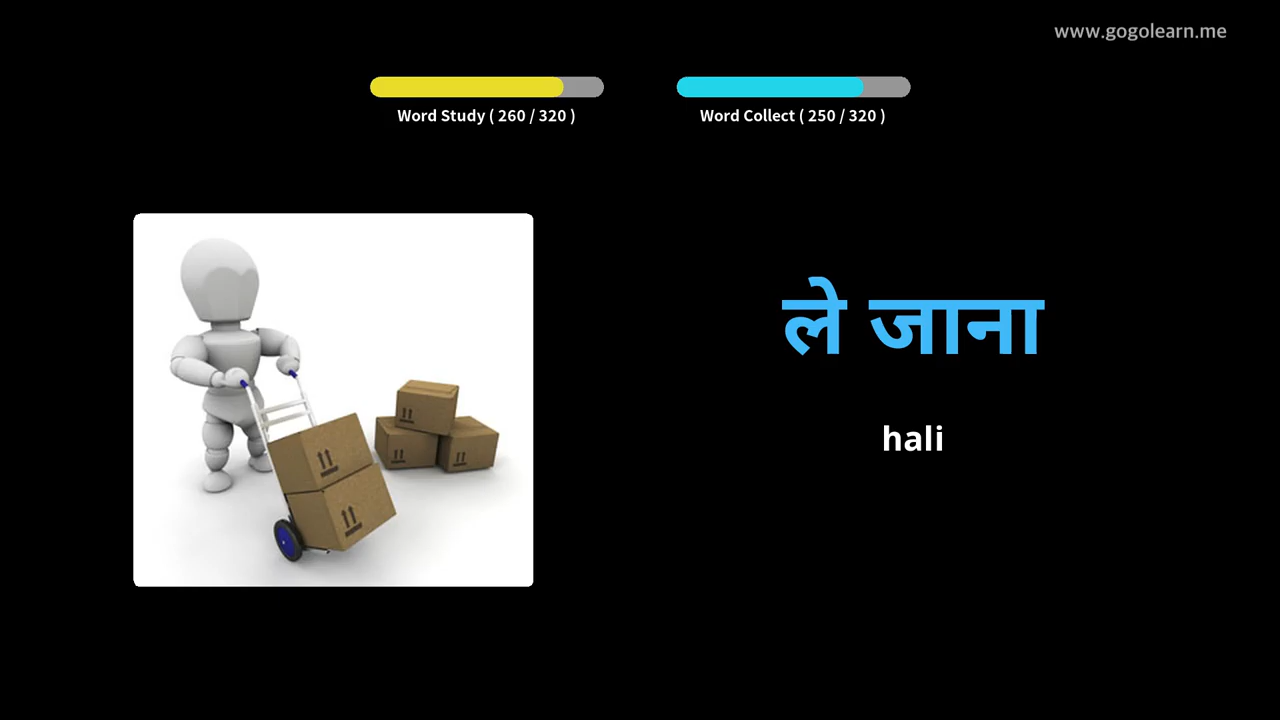 www.gogolearn.me
Word Study ( 260 / 320 )
Word Collect ( 250 / 320 )
ले जाना
hali